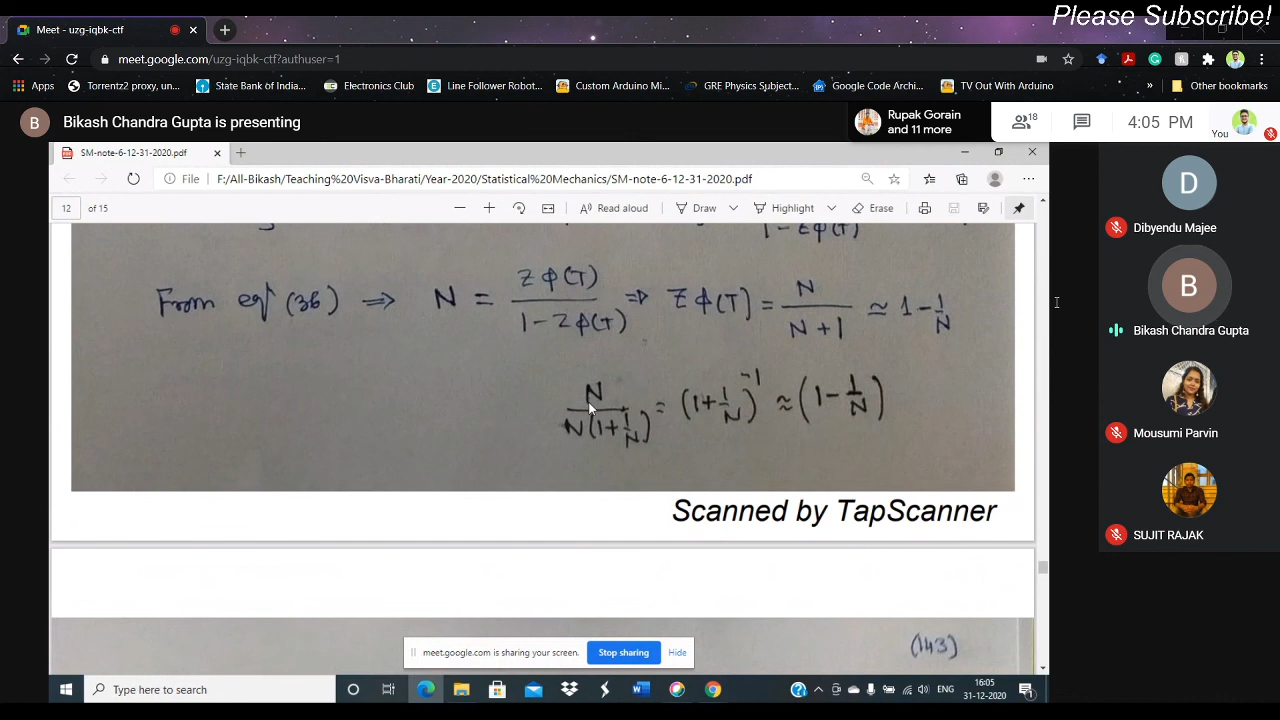 Please Subscribe!
Meet - uzg-iqbk-ctf
meet.google.com/uzg-iqbk-ctf?authuser=1
Apps Torrentz2 proxy, un... State Bank of India... Electronics Club Line Follower Robot... Custom Arduino Mi... GRE Physics Subject... Google Code Archi... TV Out With Arduino » Other bookmarks
B Bikash Chandra Gupta is presenting
Rupak Gorain
and 11 more
18
4:05 PM
You
SM-note-6-12-31-2020.pdf
File F:/All-Bikash/Teaching%20Visva-Bharati/Year-2020/Statistical%20Mechanics/SM-note-6-12-31-2020.pdf
12 of 15 Read aloud Draw Highlight Erase
1 - zφ(T)
From eqn (36) ⇒ N = zφ(T) / 1 - zφ(T) ⇒ zφ(T) = N / N+1 ≃ 1 - 1/N
N / N(1+1/N) = (1+1/N)^-1 ≈ (1 - 1/N)
Scanned by TapScanner
(143)
D
Dibyendu Majee
B
Bikash Chandra Gupta
Mousumi Parvin
SUJIT RAJAK
meet.google.com is sharing your screen. Stop sharing Hide
Type here to search
ENG
16:05
31-12-2020